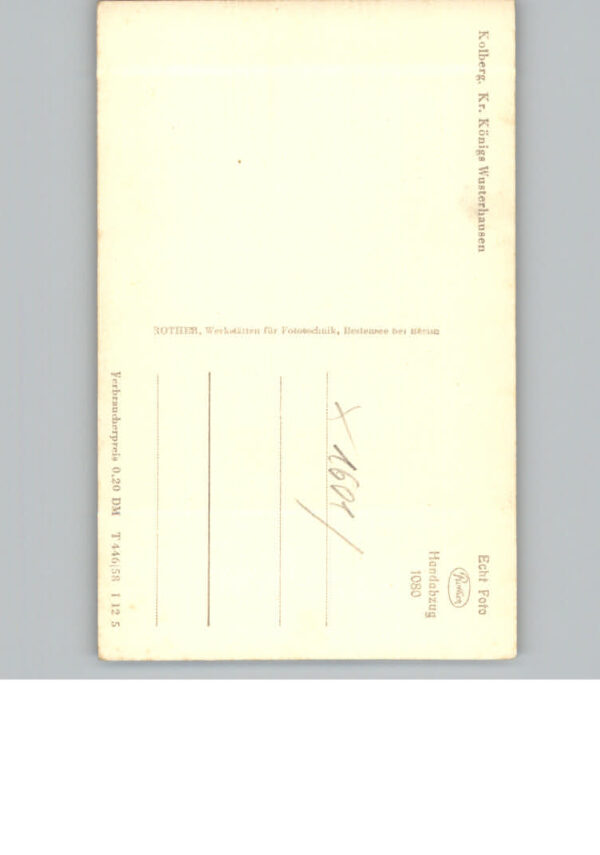 Kolberg, Kr. Königs Wusterhausen
Echt Foto
Rother
Handabzug
1080
ROTHER, Werkstätten für Fototechnik, Bestensee bei Berlin
x 1601 /
Verbraucherpreis 0.20 DM T 446/58 I 12 5